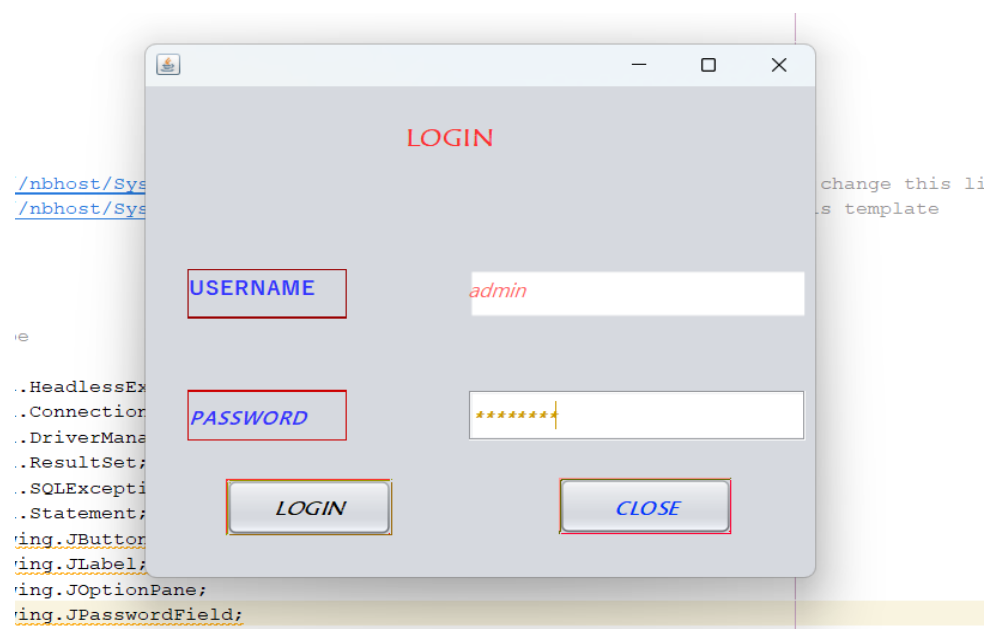 LOGIN
/nbhost/Sys change this li
/nbhost/Sys s template
USERNAME admin
e
.HeadlessEx
.Connection
PASSWORD ********
.DriverMana
.ResultSet;
.SQLExcepti
LOGIN CLOSE
.Statement;
ing.JButton
ing.JLabel;
ing.JOptionPane;
ing.JPasswordField;